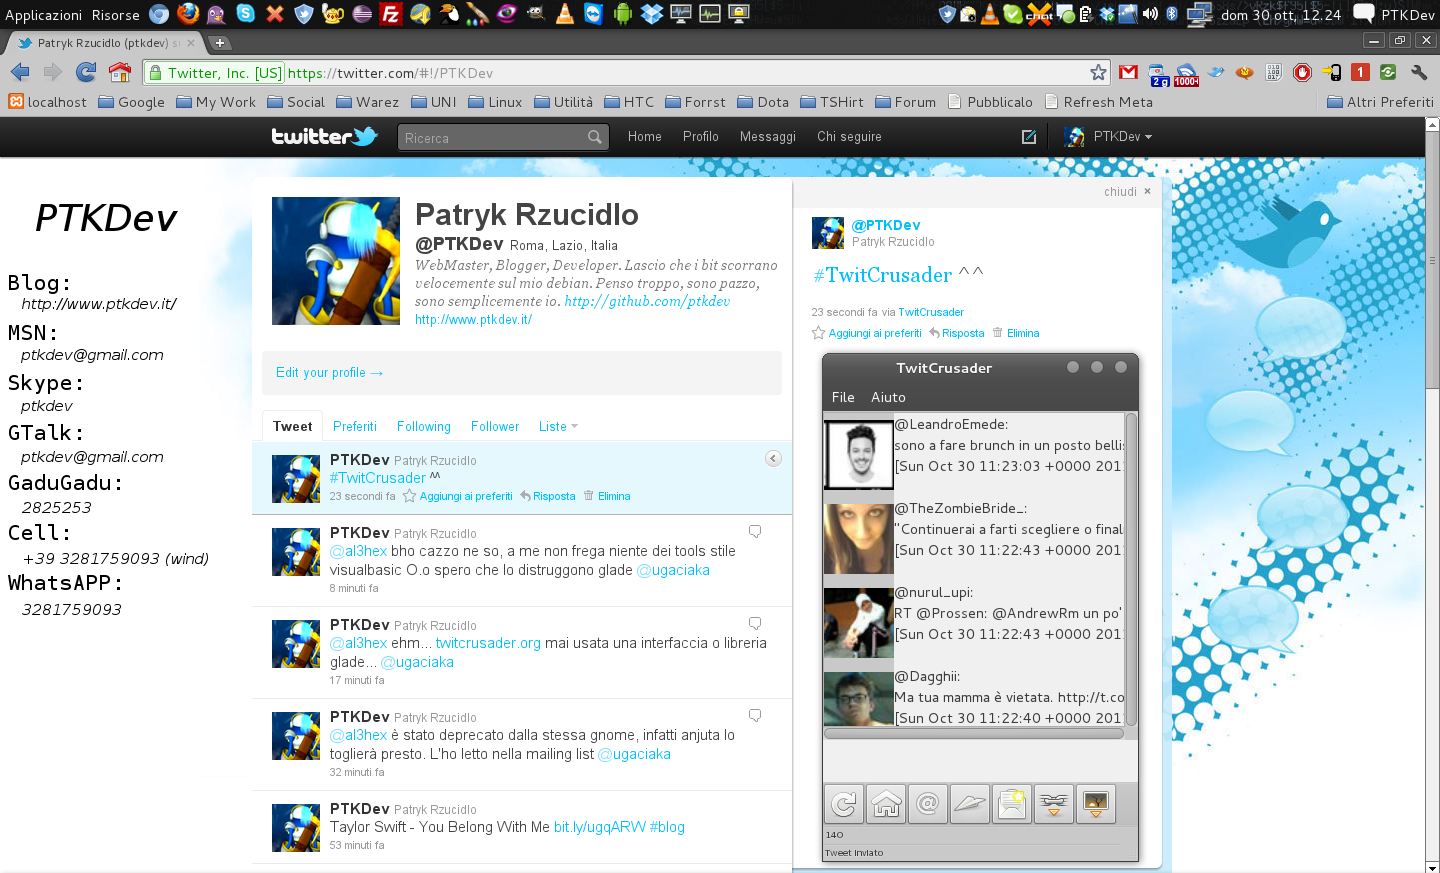 Applicazioni Risorse
dom 30 ott, 12.24 PTKDev
Patryk Rzucidlo (ptkdev) s
Twitter, Inc. [US] https://twitter.com/#!/PTKDev
2 g
1000+
1
localhost Google My Work Social Warez UNI Linux Utilità HTC Forrst Dota TSHirt Forum Pubblicalo Refresh Meta Altri Preferiti
twitter Ricerca Home Profilo Messaggi Chi seguire PTKDev
PTKDev
Blog:
http://www.ptkdev.it/
MSN:
ptkdev@gmail.com
Skype:
ptkdev
GTalk:
ptkdev@gmail.com
GaduGadu:
2825253
Cell:
+39 3281759093 (wind)
WhatsAPP:
3281759093
Patryk Rzucidlo
@PTKDev Roma, Lazio, Italia
WebMaster, Blogger, Developer. Lascio che i bit scorrano
velocemente sul mio debian. Penso troppo, sono pazzo,
sono semplicemente io. http://github.com/ptkdev
http://www.ptkdev.it/
Edit your profile →
Tweet Preferiti Following Follower Liste
PTKDev Patryk Rzucidlo
#TwitCrusader ^^
23 secondi fa Aggiungi ai preferiti Risposta Elimina
PTKDev Patryk Rzucidlo
@al3hex bho cazzo ne so, a me non frega niente dei tools stile
visualbasic O.o spero che lo distruggono glade @ugaciaka
8 minuti fa
PTKDev Patryk Rzucidlo
@al3hex ehm... twitcrusader.org mai usata una interfaccia o libreria
glade... @ugaciaka
17 minuti fa
PTKDev Patryk Rzucidlo
@al3hex è stato deprecato dalla stessa gnome, infatti anjuta lo
toglierà presto. L'ho letto nella mailing list @ugaciaka
32 minuti fa
PTKDev Patryk Rzucidlo
Taylor Swift - You Belong With Me bit.ly/ugqARW #blog
53 minuti fa
chiudi ×
@PTKDev
Patryk Rzucidlo
#TwitCrusader ^^
23 secondi fa via TwitCrusader
Aggiungi ai preferiti Risposta Elimina
TwitCrusader
File Aiuto
@LeandroEmede:
sono a fare brunch in un posto bellis
[Sun Oct 30 11:23:03 +0000 201
@TheZombieBride_:
"Continuerai a farti scegliere o final
[Sun Oct 30 11:22:43 +0000 201
@nurul_upi:
RT @Prossen: @AndrewRm un po'
[Sun Oct 30 11:22:43 +0000 201
@Dagghii:
Ma tua mamma è vietata. http://t.co
[Sun Oct 30 11:22:40 +0000 201
140
Tweet Inviato